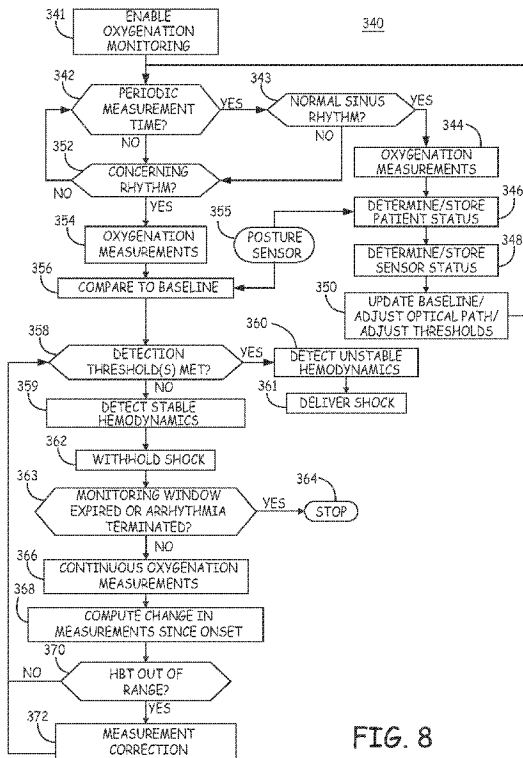 341
ENABLE
OXYGENATION
MONITORING
340
342
PERIODIC
MEASUREMENT
TIME?
YES
NO
343
NORMAL SINUS
RHYTHM?
YES
NO
344
OXYGENATION
MEASUREMENTS
352
CONCERNING
RHYTHM?
NO
YES
346
DETERMINE/STORE
PATIENT STATUS
354
OXYGENATION
MEASUREMENTS
355
POSTURE
SENSOR
348
DETERMINE/STORE
SENSOR STATUS
356
COMPARE TO BASELINE
350
UPDATE BASELINE/
ADJUST OPTICAL PATH/
ADJUST THRESHOLDS
358
DETECTION
THRESHOLD(S) MET?
YES
NO
360
DETECT UNSTABLE
HEMODYNAMICS
359
DETECT STABLE
HEMODYNAMICS
361
DELIVER SHOCK
362
WITHHOLD SHOCK
363
MONITORING WINDOW
EXPIRED OR ARRHYTHMIA
TERMINATED?
YES
364
STOP
NO
366
CONTINUOUS OXYGENATION
MEASUREMENTS
368
COMPUTE CHANGE IN
MEASUREMENTS SINCE ONSET
370
HBT OUT OF
RANGE?
NO
YES
372
MEASUREMENT
CORRECTION
FIG. 8